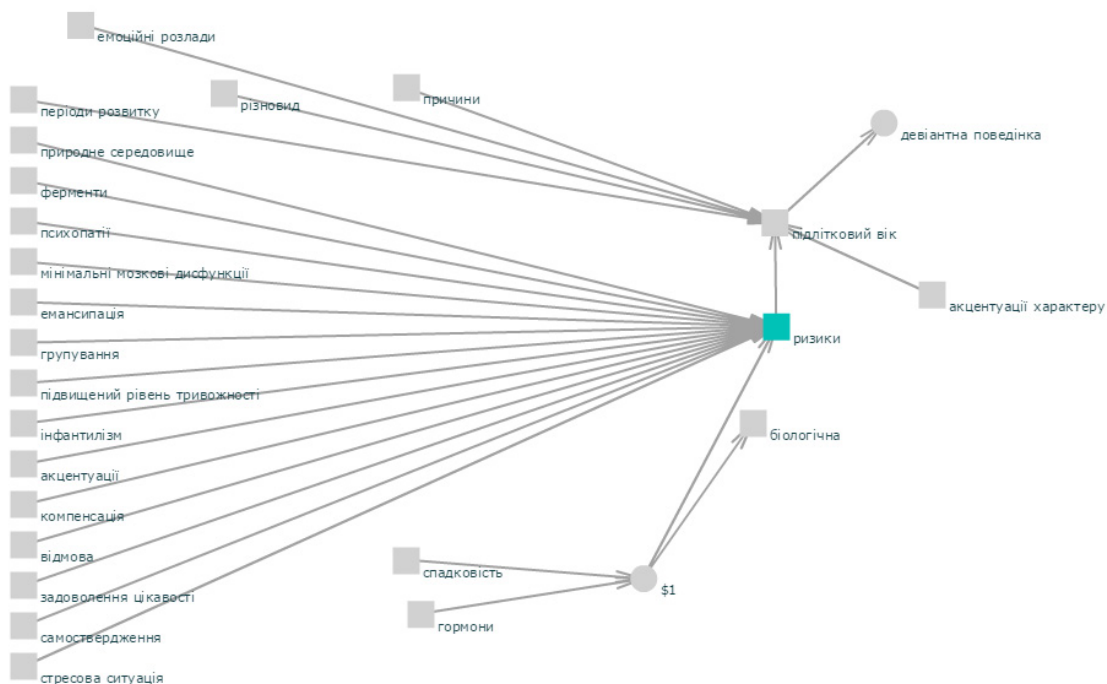 емоційні розлади
періоди розвитку
різновид
причини
девіантна поведінка
природне середовище
ферменти
психопатії
підлітковий вік
мінімальні мозкові дисфункції
акцентуації характеру
емансипація
групування
ризики
підвищений рівень тривожності
інфантилізм
біологічна
акцентуації
компенсація
відмова
спадковість
$1
задоволення цікавості
гормони
самоствердження
стресова ситуація